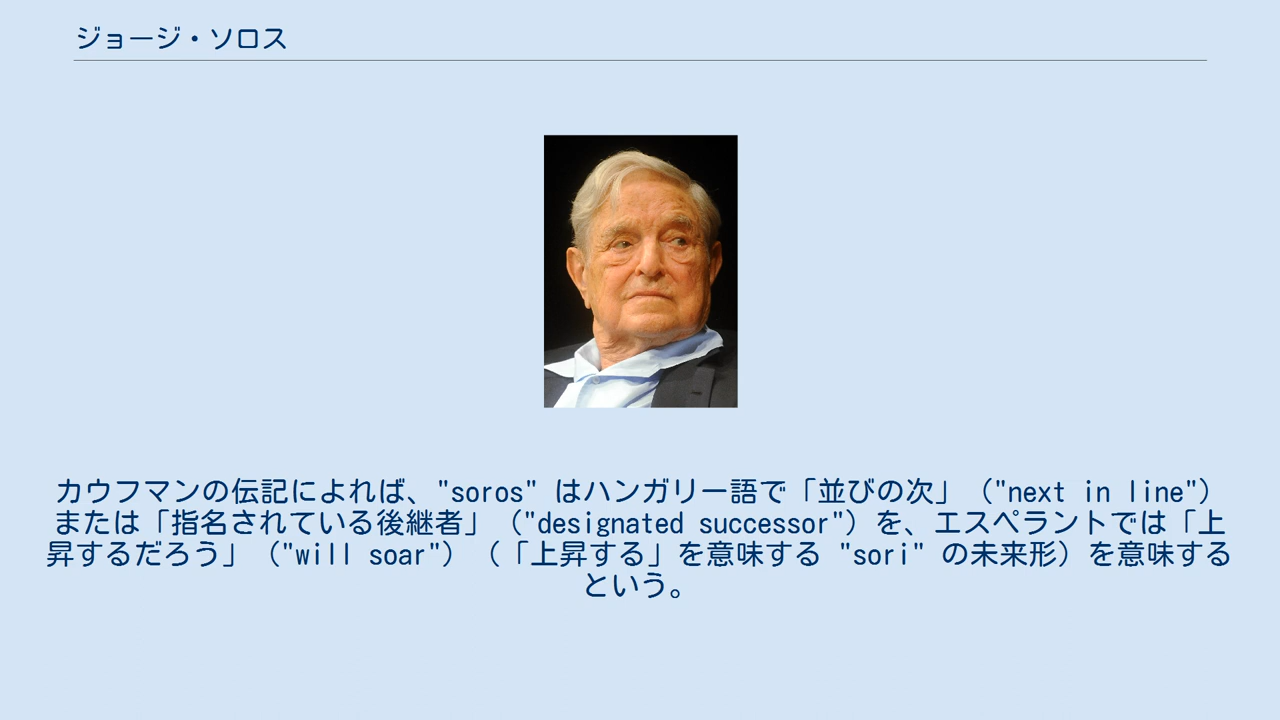 ジョージ・ソロス
カウフマンの伝記によれば、"soros" はハンガリー語で「並びの次」（"next in line"）
または「指名されている後継者」（"designated successor"）を、エスペラントでは「上
昇するだろう」（"will soar"）（「上昇する」を意味する "sori" の未来形）を意味する
という。